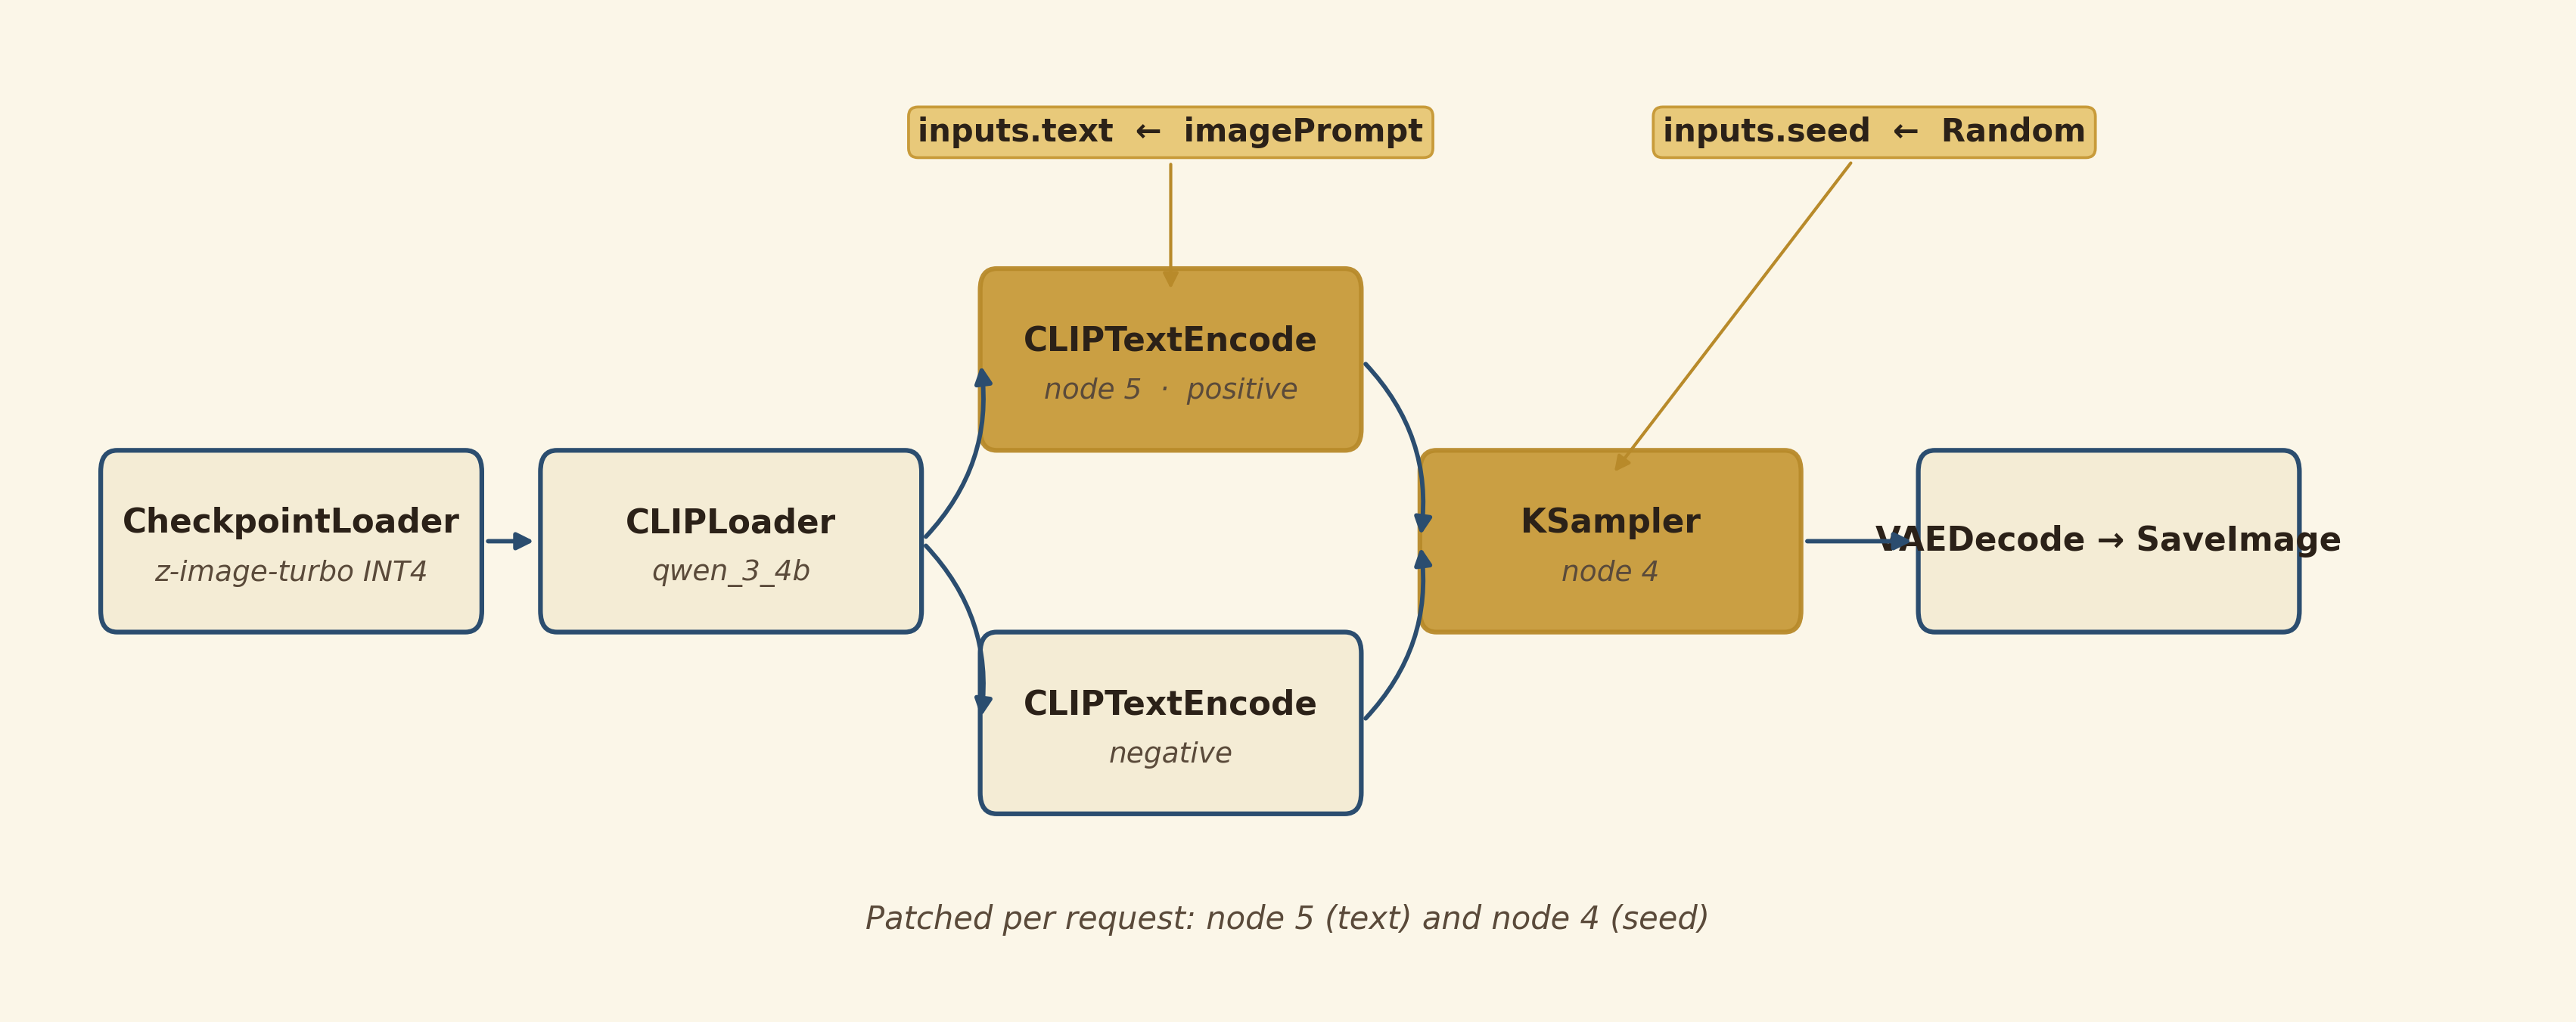 inputs.text ← imagePrompt
inputs.seed ← Random
CLIPTextEncode
node 5 · positive
CheckpointLoader
z-image-turbo INT4
CLIPLoader
qwen_3_4b
KSampler
node 4
VAEDecode → SaveImage
CLIPTextEncode
negative
Patched per request: node 5 (text) and node 4 (seed)